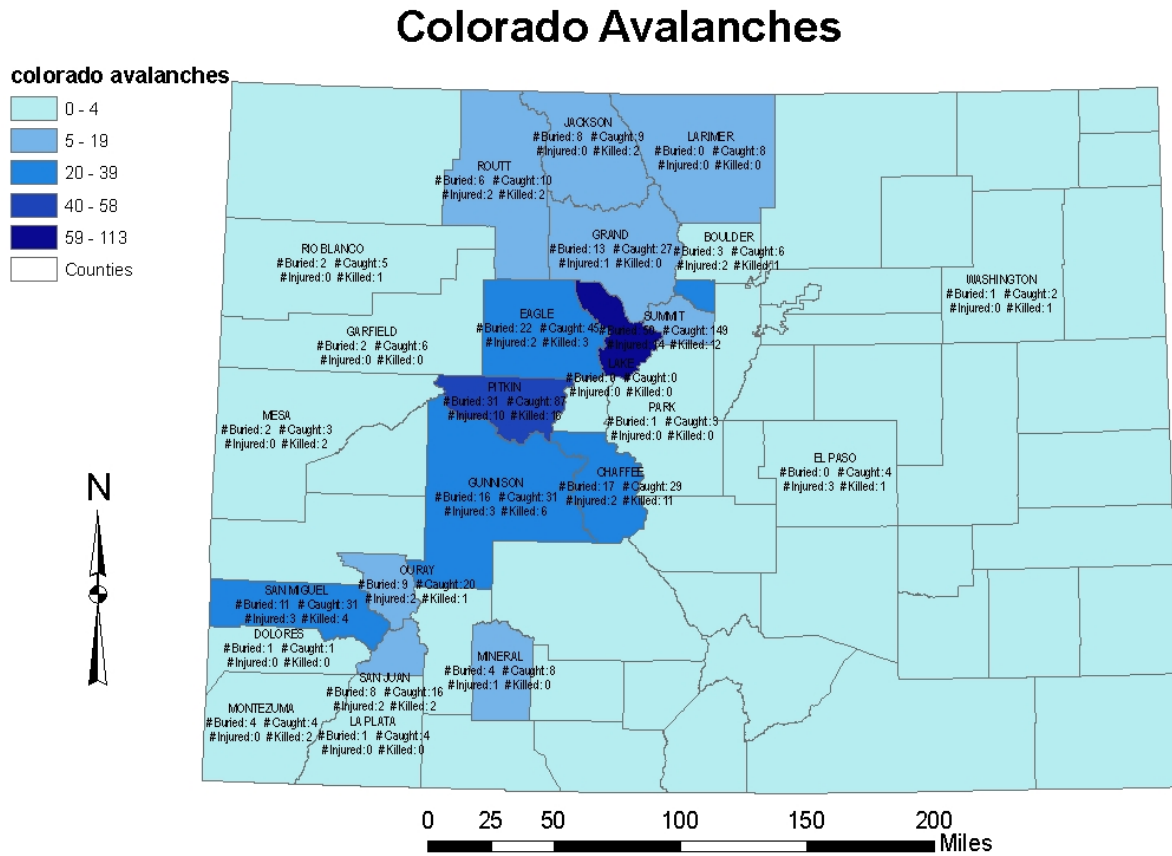 Colorado Avalanches
colorado avalanches
0 - 4
5 - 19
20 - 39
40 - 58
59 - 113
Counties
JACKSON
#Buried: 8 #Caught: 9
#Injured: 0 #Killed: 2
LARIMER
#Buried: 0 #Caught: 8
#Injured: 0 #Killed: 0
ROUTT
#Buried: 6 #Caught: 10
#Injured: 2 #Killed: 2
GRAND
#Buried: 13 #Caught: 27
#Injured: 1 #Killed: 0
BOULDER
#Buried: 3 #Caught: 6
#Injured: 2 #Killed: 1
RIO BLANCO
#Buried: 2 #Caught: 5
#Injured: 0 #Killed: 1
WASHINGTON
#Buried: 1 #Caught: 2
#Injured: 0 #Killed: 1
EAGLE
#Buried: 22 #Caught: 45
#Injured: 2 #Killed: 3
SUMMIT
#Buried: #Caught: 149
#Injured: 14 #Killed: 12
GARFIELD
#Buried: 2 #Caught: 6
#Injured: 0 #Killed: 0
LAKE
#Buried: 0 #Caught: 0
#Injured: 0 #Killed: 0
PITKIN
#Buried: 31 #Caught: 87
#Injured: 10 #Killed: 16
PARK
#Buried: 1 #Caught: 3
#Injured: 0 #Killed: 0
MESA
#Buried: 2 #Caught: 3
#Injured: 0 #Killed: 2
EL PASO
#Buried: 0 #Caught: 4
#Injured: 3 #Killed: 1
GUNNISON
#Buried: 16 #Caught: 31
#Injured: 3 #Killed: 6
CHAFFEE
#Buried: 17 #Caught: 29
#Injured: 2 #Killed: 11
N
OURAY
#Buried: 9 #Caught: 20
#Injured: 2 #Killed: 1
SAN MIGUEL
#Buried: 11 #Caught: 31
#Injured: 3 #Killed: 4
DOLORES
#Buried: 1 #Caught: 1
#Injured: 0 #Killed: 0
MINERAL
#Buried: 4 #Caught: 8
#Injured: 1 #Killed: 0
SAN JUAN
#Buried: 8 #Caught: 16
#Injured: 2 #Killed: 2
MONTEZUMA
#Buried: 4 #Caught: 4
#Injured: 0 #Killed: 2
LA PLATA
#Buried: 1 #Caught: 4
#Injured: 0 #Killed: 0
0 25 50 100 150 200
Miles